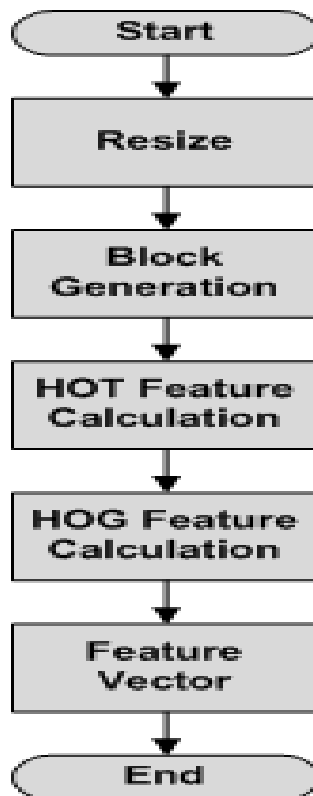 Start
Resize
Block
Generation
HOT Feature
Calculation
HOG Feature
Calculation
Feature
Vector
End